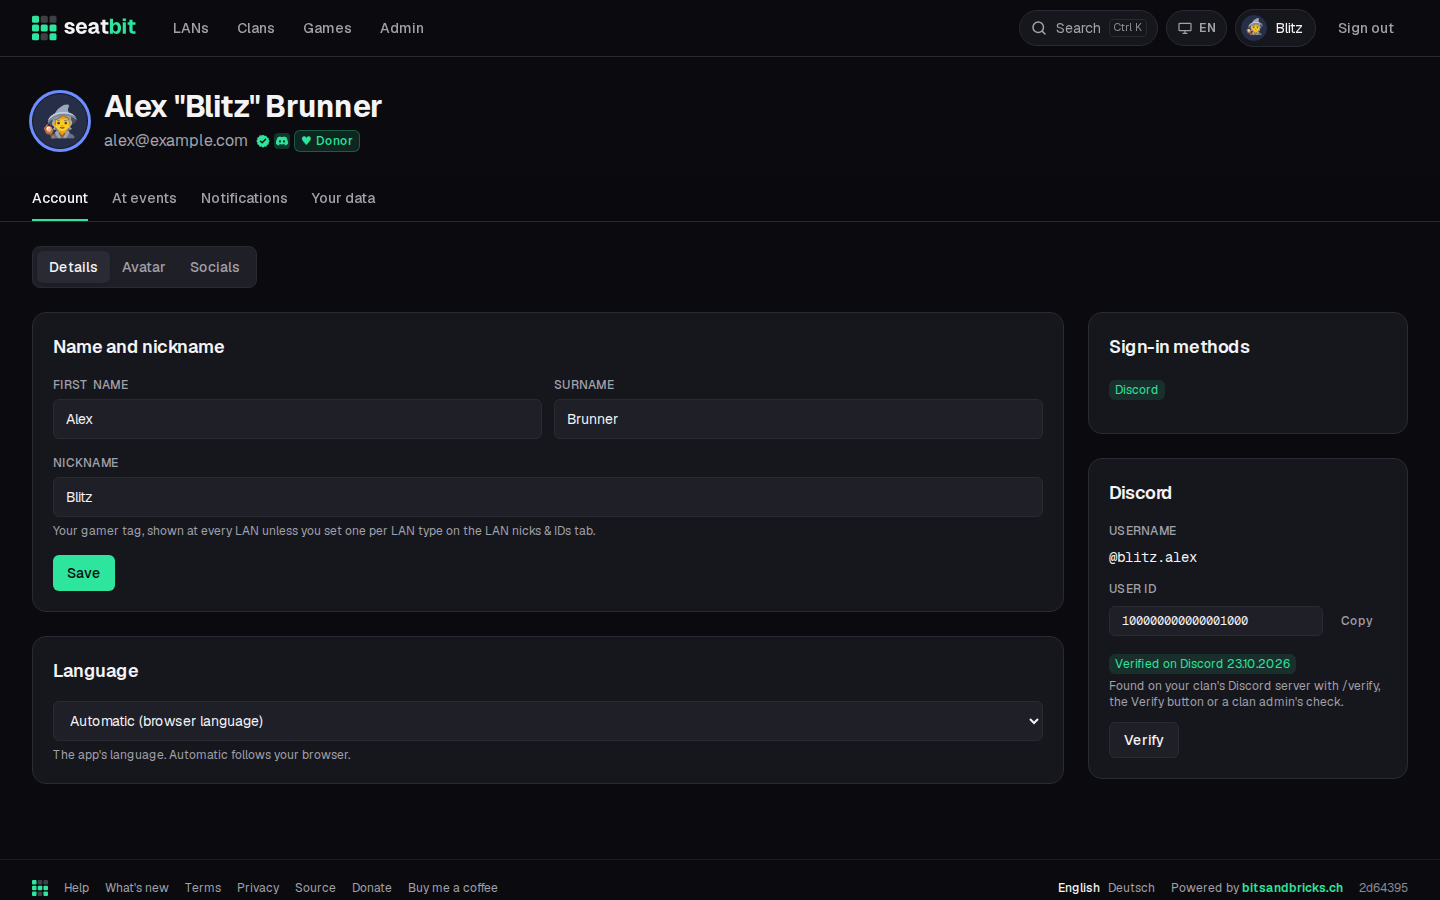 seatbit
LANs
Clans
Games
Admin
Search Ctrl K
EN
Blitz
Sign out
Alex "Blitz" Brunner
alex@example.com
Donor
Account
At events
Notifications
Your data
Details
Avatar
Socials
Name and nickname
FIRST NAME
SURNAME
Alex
Brunner
NICKNAME
Blitz
Your gamer tag, shown at every LAN unless you set one per LAN type on the LAN nicks & IDs tab.
Save
Language
Automatic (browser language)
The app's language. Automatic follows your browser.
Sign-in methods
Discord
Discord
USERNAME
@blitz.alex
USER ID
100000000000001000
Copy
Verified on Discord 23.10.2026
Found on your clan's Discord server with /verify,
the Verify button or a clan admin's check.
Verify
Help
What's new
Terms
Privacy
Source
Donate
Buy me a coffee
English
Deutsch
Powered by bitsandbricks.ch
2d64395